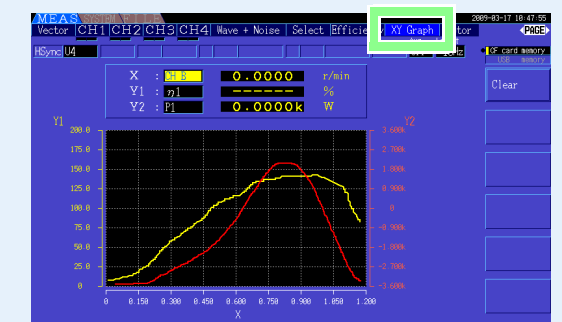 MEAS
2009-03-17 10:47:55
Vector CH1 CH2 CH3 CH4 Wave + Noise Select Efficie XY Graph tor PAGE
HSync U4
CF card memory
USB memory
Clear
X : CH B 0.0000 r/min
Y1 : η1 ------ %
Y2 : P1 0.0000k W
Y1 Y2
200.0 3.600k
175.0 2.700k
150.0 1.800k
125.0 0.900k
100.0 0
75.0 -0.900k
50.0 -1.800k
25.0 -2.700k
0 -3.600k
0 0.150 0.300 0.450 0.600 0.750 0.900 1.050 1.200
X